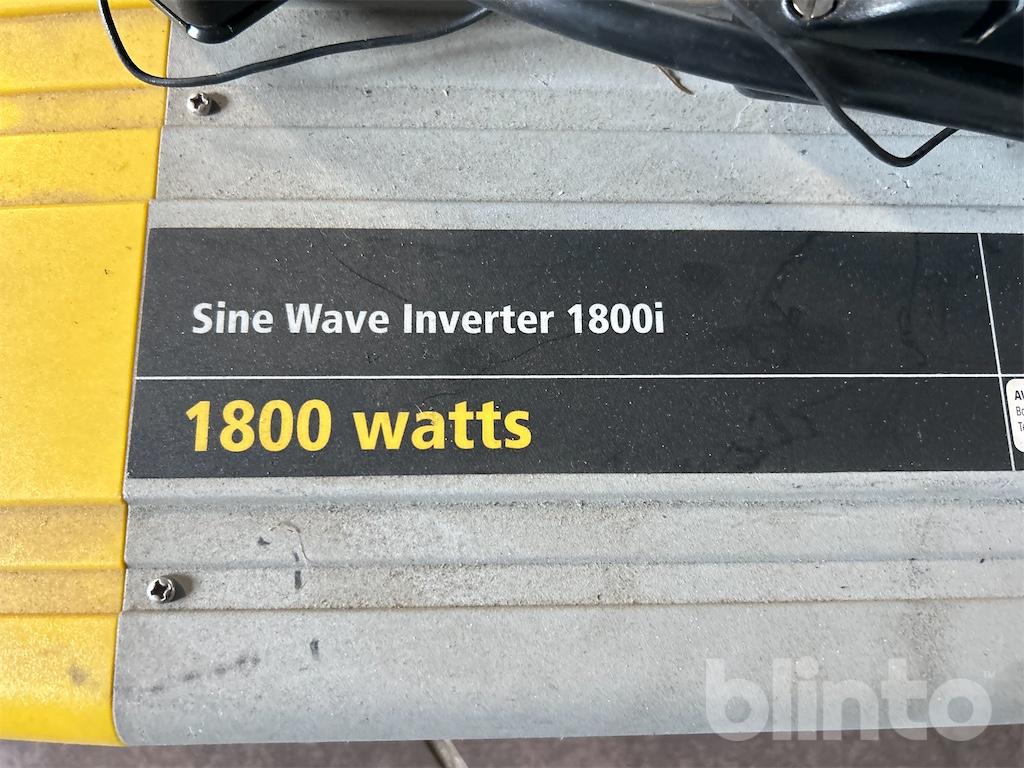 Sine Wave Inverter 1800i
1800 watts
blinto